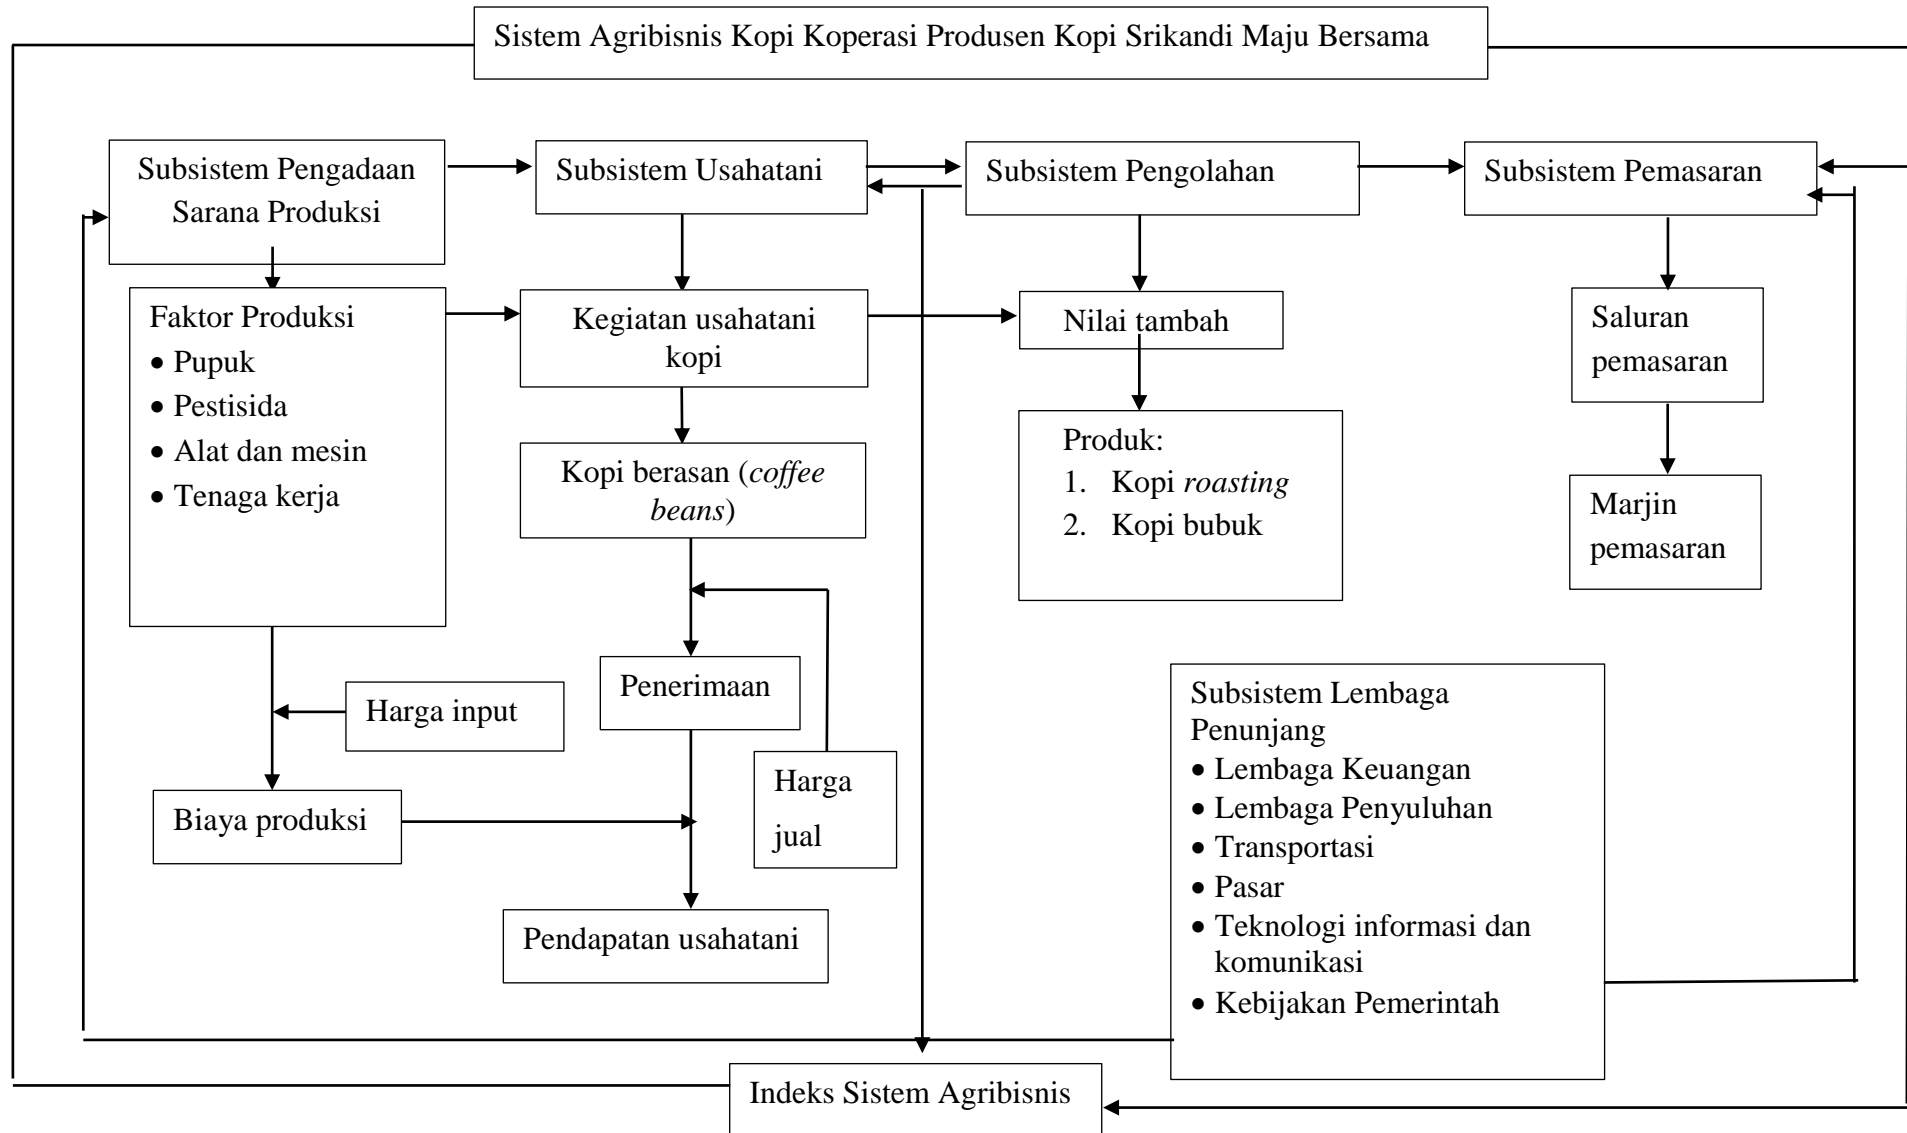 Sistem Agribisnis Kopi Koperasi Produsen Kopi Srikandi Maju Bersama
Subsistem Pengadaan
Sarana Produksi
Subsistem Usahatani
Subsistem Pengolahan
Subsistem Pemasaran
Faktor Produksi
• Pupuk
• Pestisida
• Alat dan mesin
• Tenaga kerja
Kegiatan usahatani
kopi
Nilai tambah
Saluran
pemasaran
Kopi berasan (coffee
beans)
Produk:
1. Kopi roasting
2. Kopi bubuk
Marjin
pemasaran
Penerimaan
Harga input
Harga
jual
Biaya produksi
Pendapatan usahatani
Subsistem Lembaga
Penunjang
• Lembaga Keuangan
• Lembaga Penyuluhan
• Transportasi
• Pasar
• Teknologi informasi dan
komunikasi
• Kebijakan Pemerintah
Indeks Sistem Agribisnis